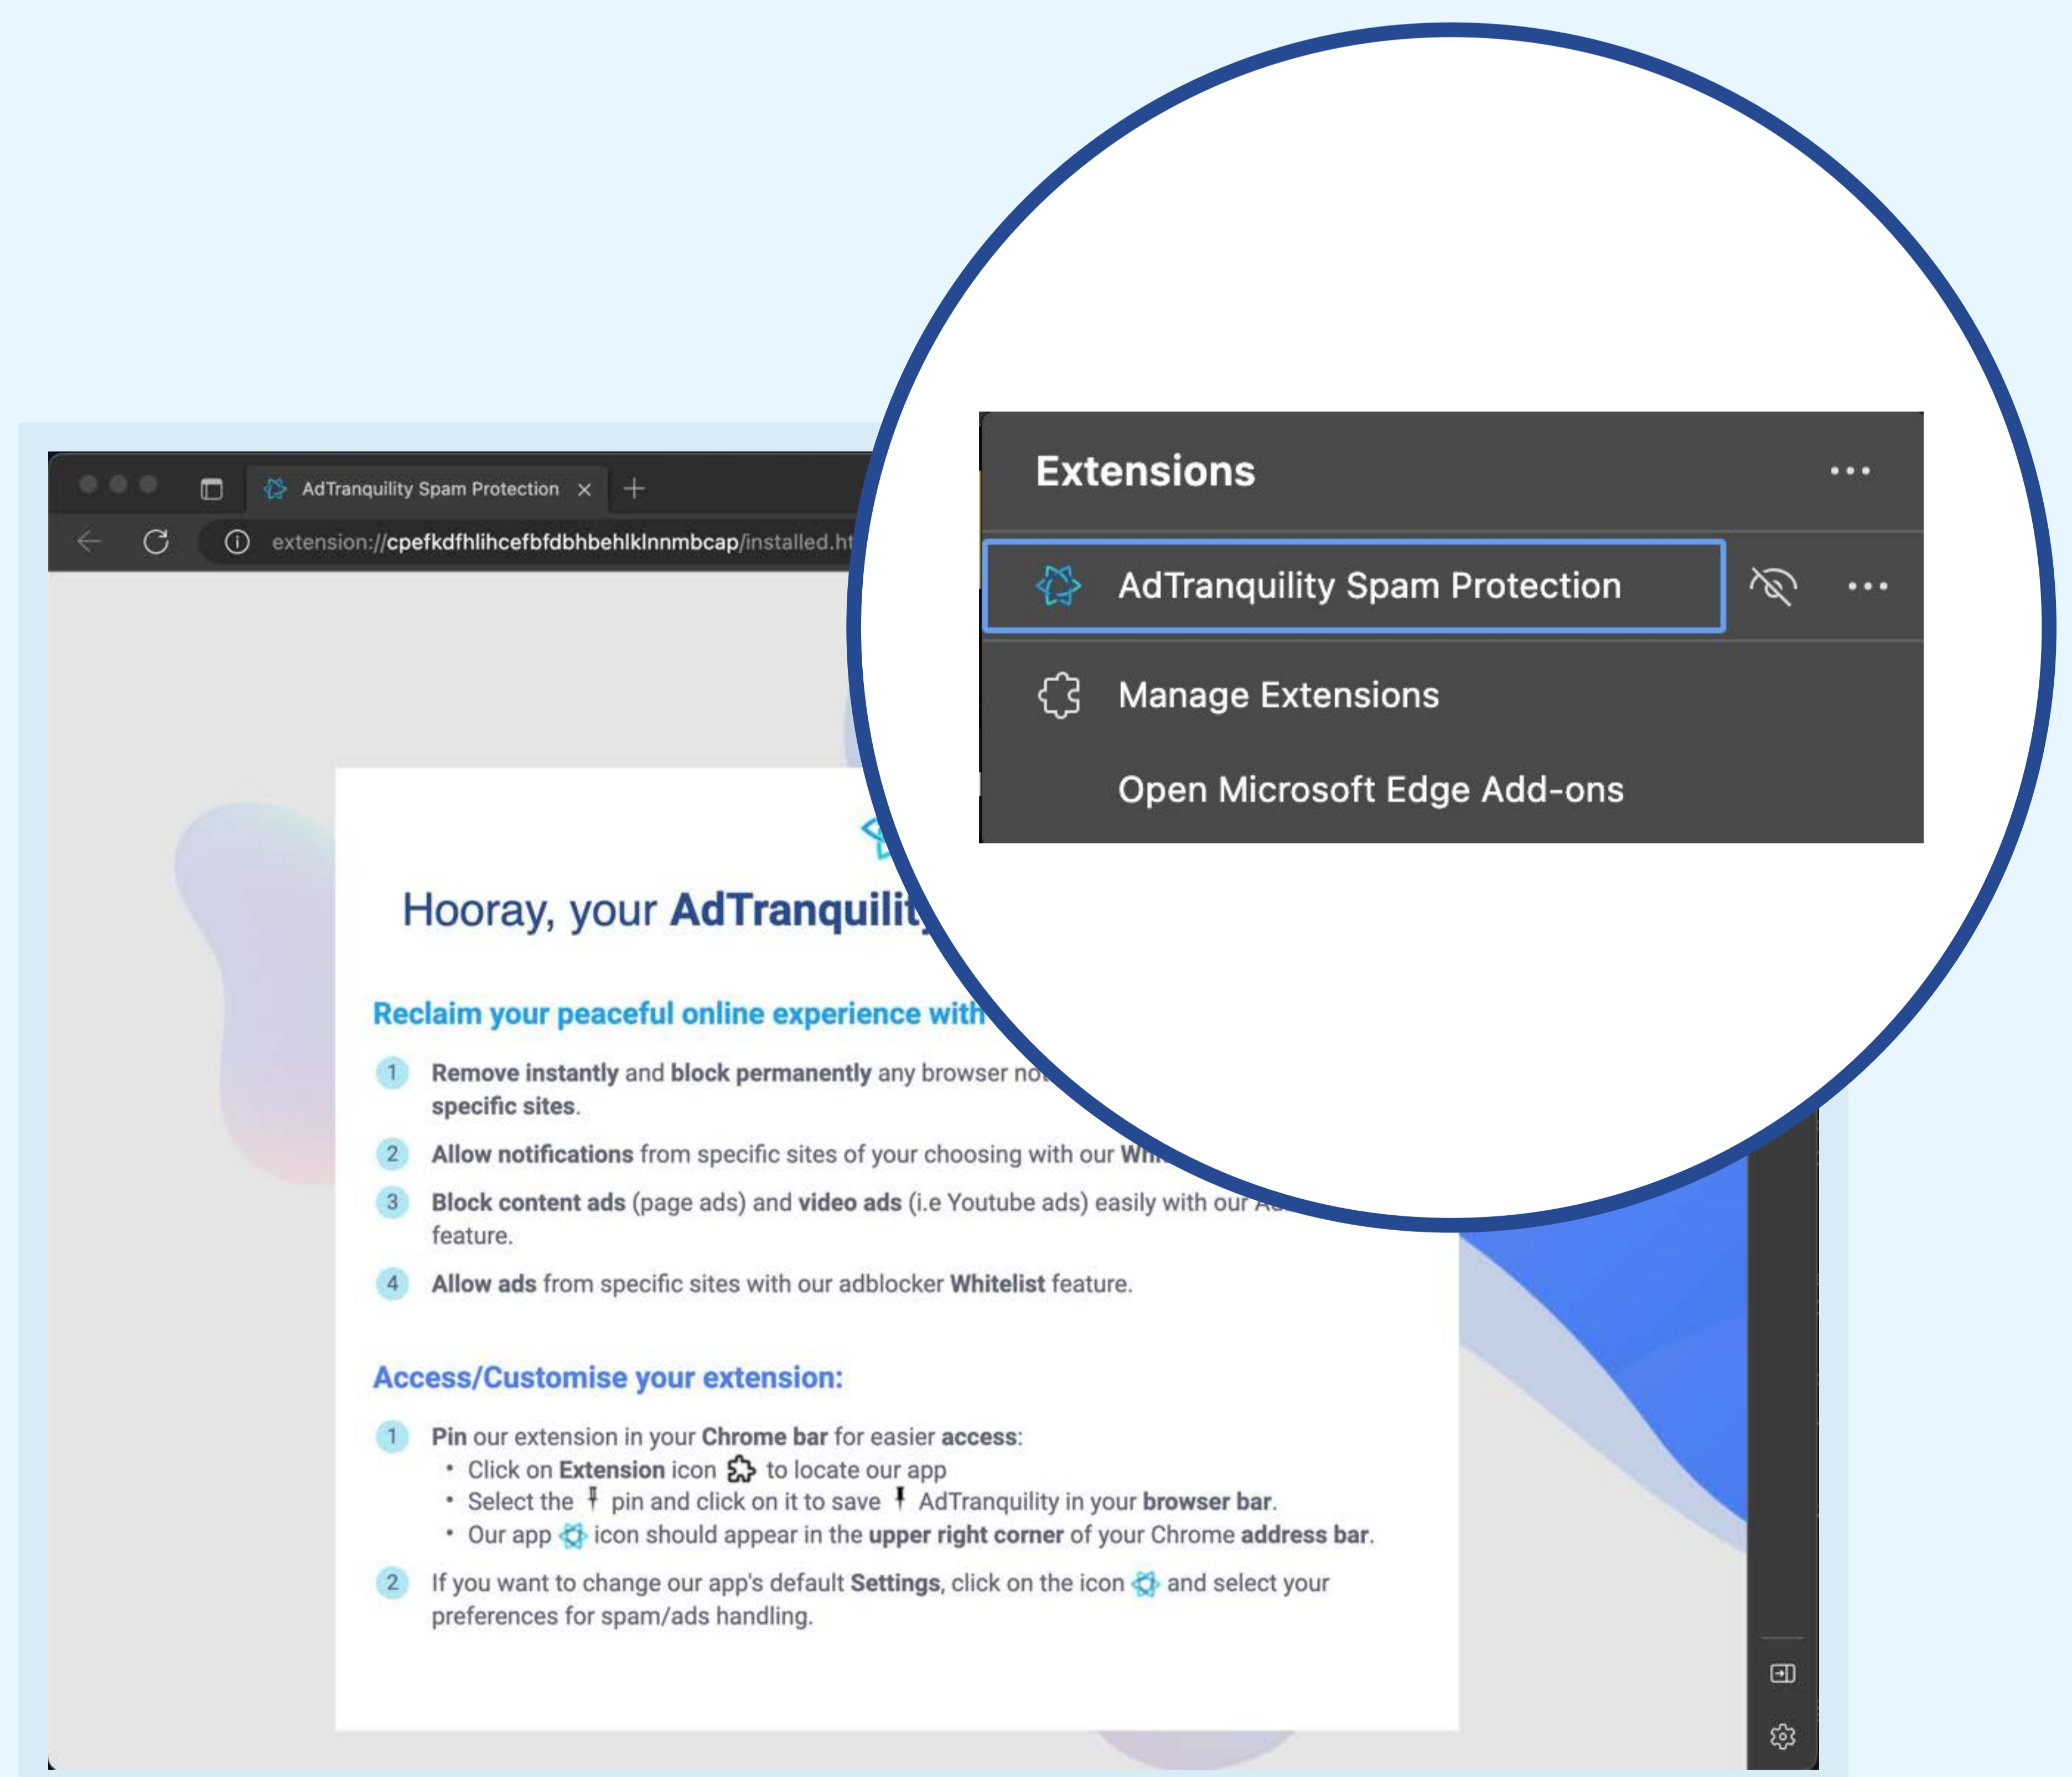 Extensions
AdTranquility Spam Protection
Manage Extensions
Open Microsoft Edge Add-ons
AdTranquility Spam Protection
extension://cpefkdfhlihcefbfdbhbehlklnnmbcap/installed.ht
Hooray, your AdTranquility
Reclaim your peaceful online experience with
1 Remove instantly and block permanently any browser
specific sites.
2 Allow notifications from specific sites of your choosing with our
3 Block content ads (page ads) and video ads (i.e Youtube ads) easily with our
feature.
4 Allow ads from specific sites with our adblocker Whitelist feature.
Access/Customise your extension:
1 Pin our extension in your Chrome bar for easier access:
• Click on Extension icon to locate our app
• Select the pin and click on it to save AdTranquility in your browser bar.
• Our app icon should appear in the upper right corner of your Chrome address bar.
2 If you want to change our app's default Settings, click on the icon and select your
preferences for spam/ads handling.